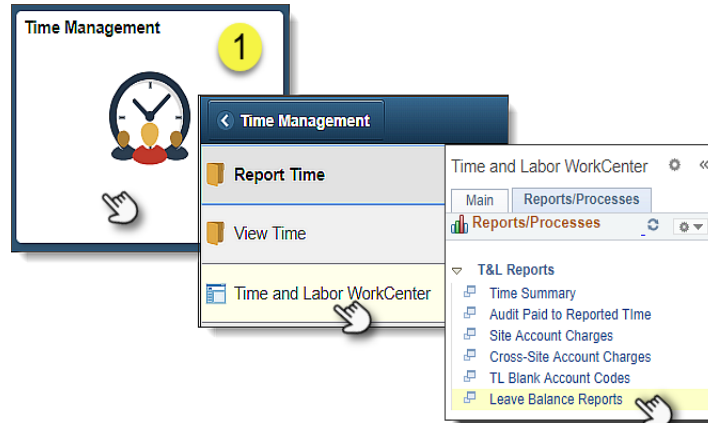 Time Management
1
Time Management
Report Time
View Time
Time and Labor WorkCenter
Time and Labor WorkCenter
Main Reports/Processes
Reports/Processes
T&L Reports
Time Summary
Audit Paid to Reported TIme
Site Account Charges
Cross-Site Account Charges
TL Blank Account Codes
Leave Balance Reports